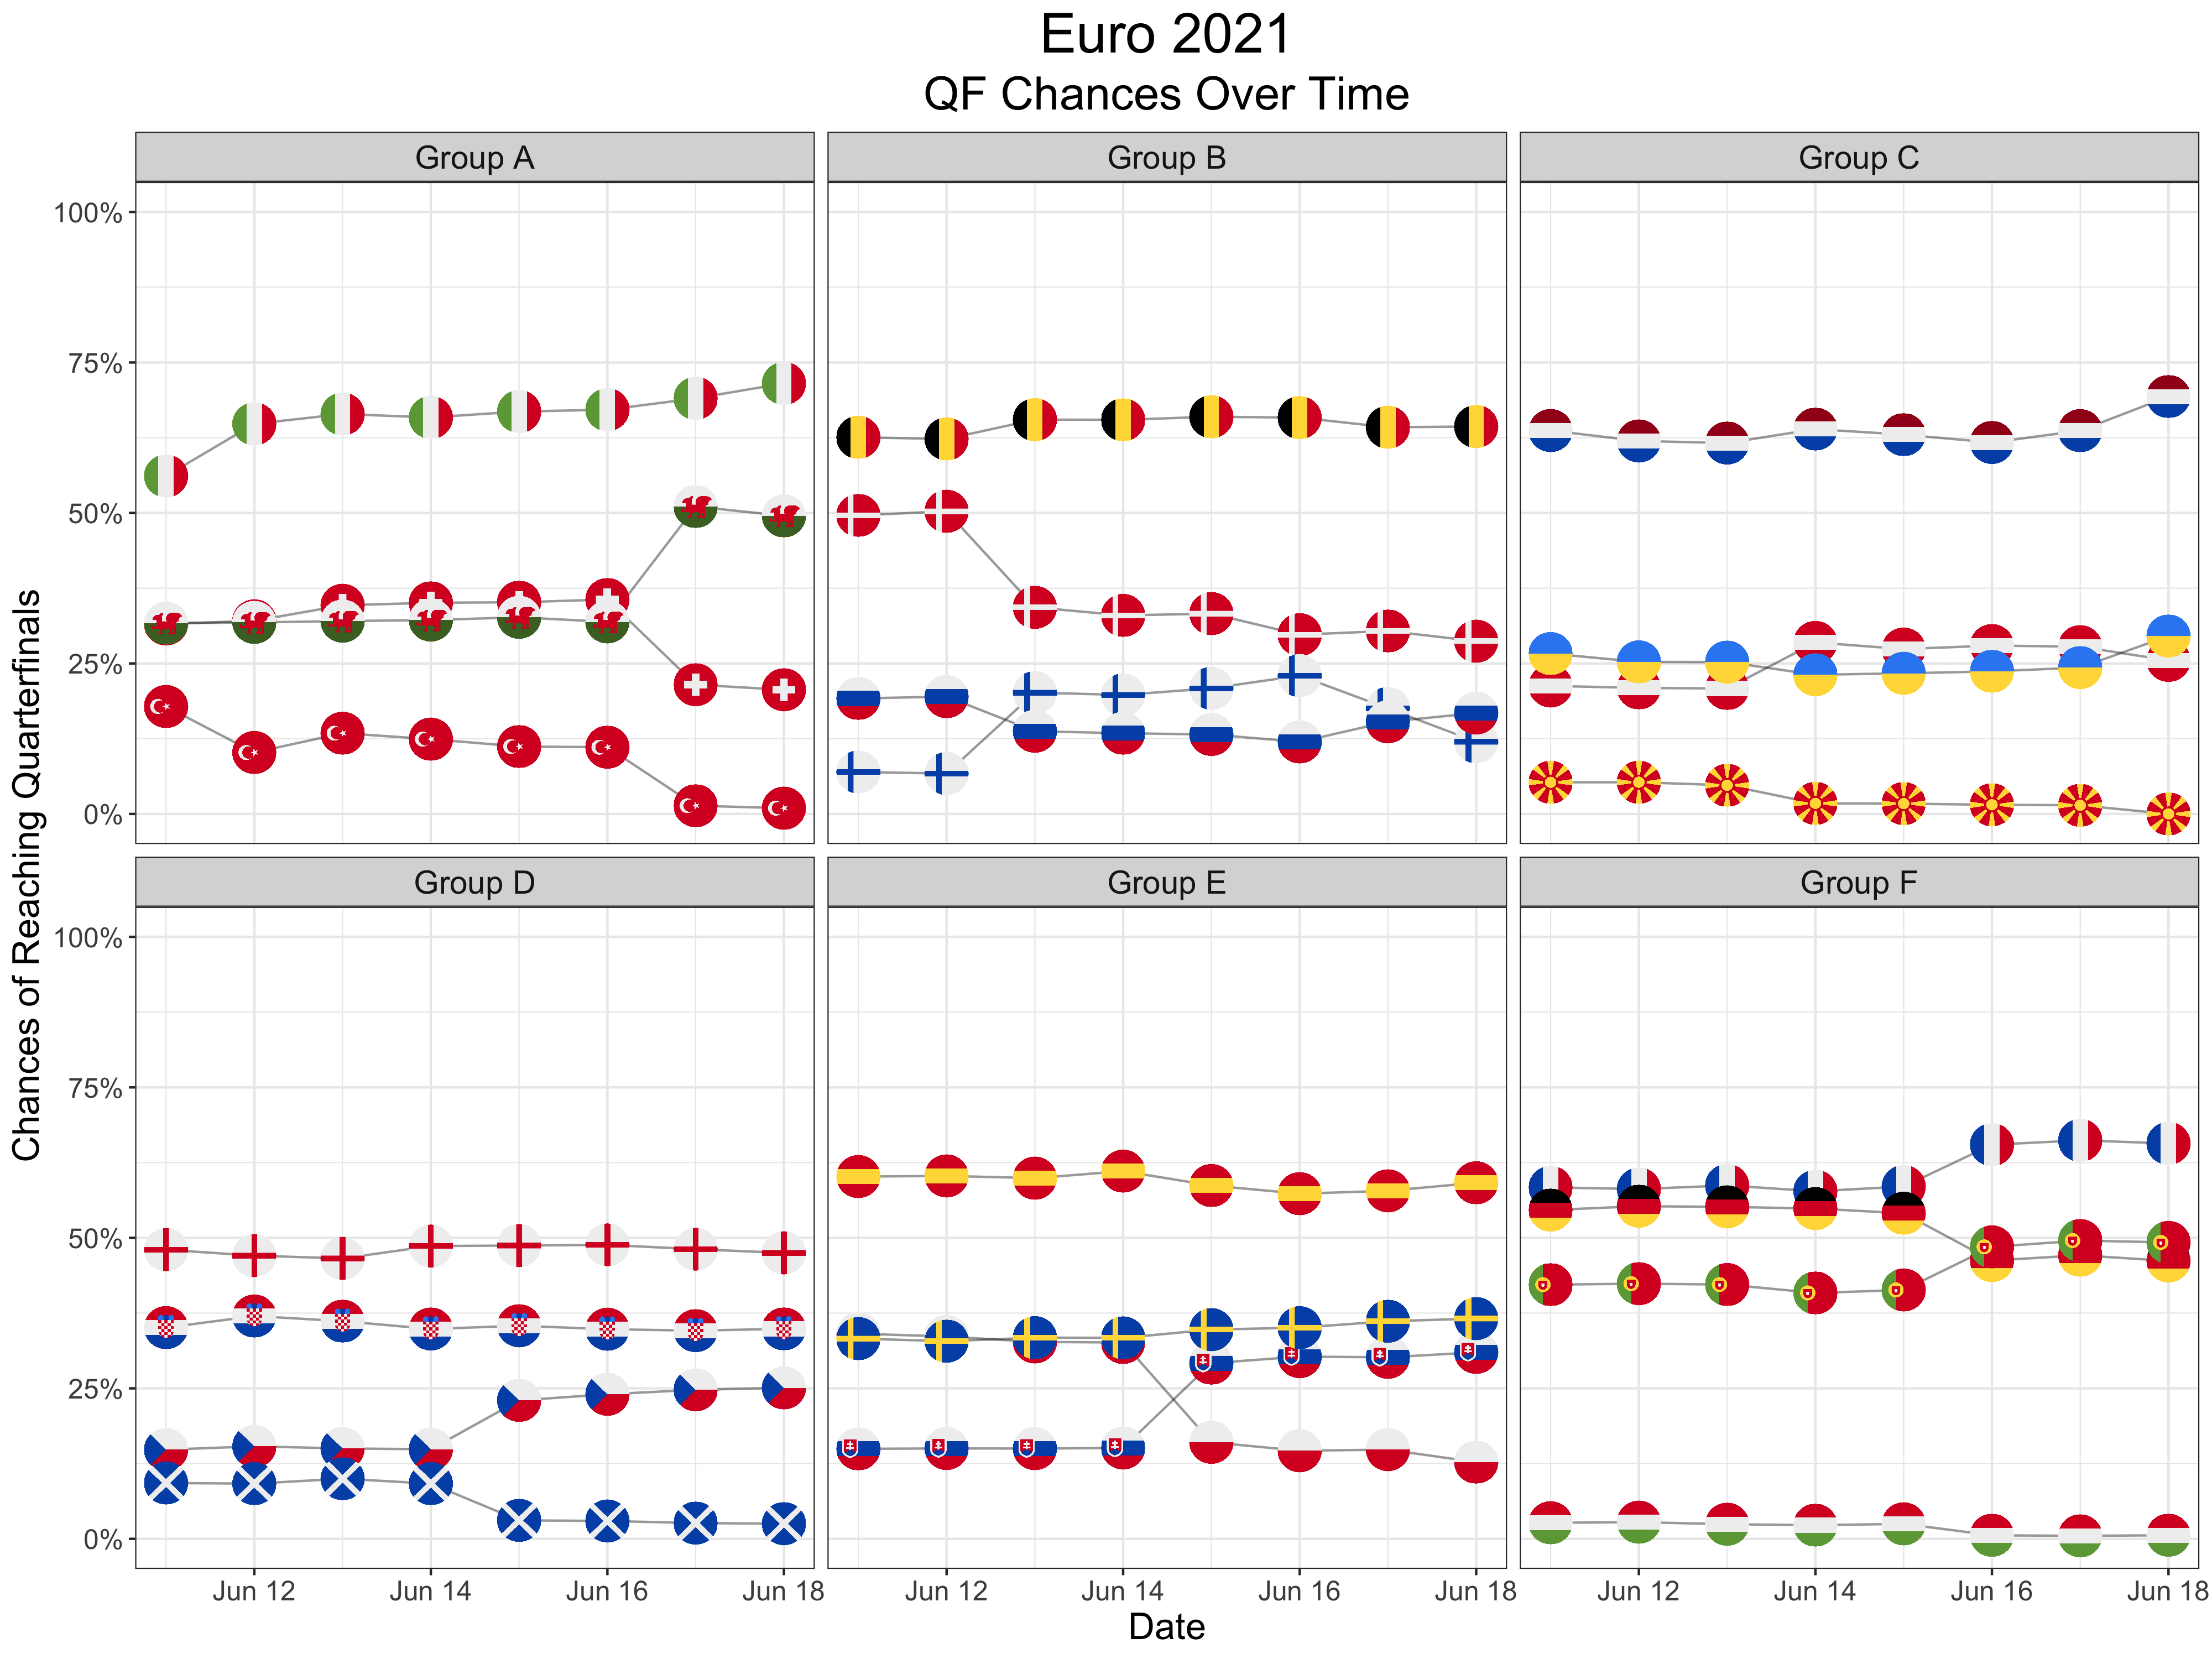 Euro 2021
QF Chances Over Time
Group A
Group B
Group C
100%
75%
50%
25%
0%
Group D
Group E
Group F
100%
75%
50%
25%
0%
Jun 12
Jun 14
Jun 16
Jun 18
Jun 12
Jun 14
Jun 16
Jun 18
Jun 12
Jun 14
Jun 16
Jun 18
Date
Chances of Reaching Quarterfinals